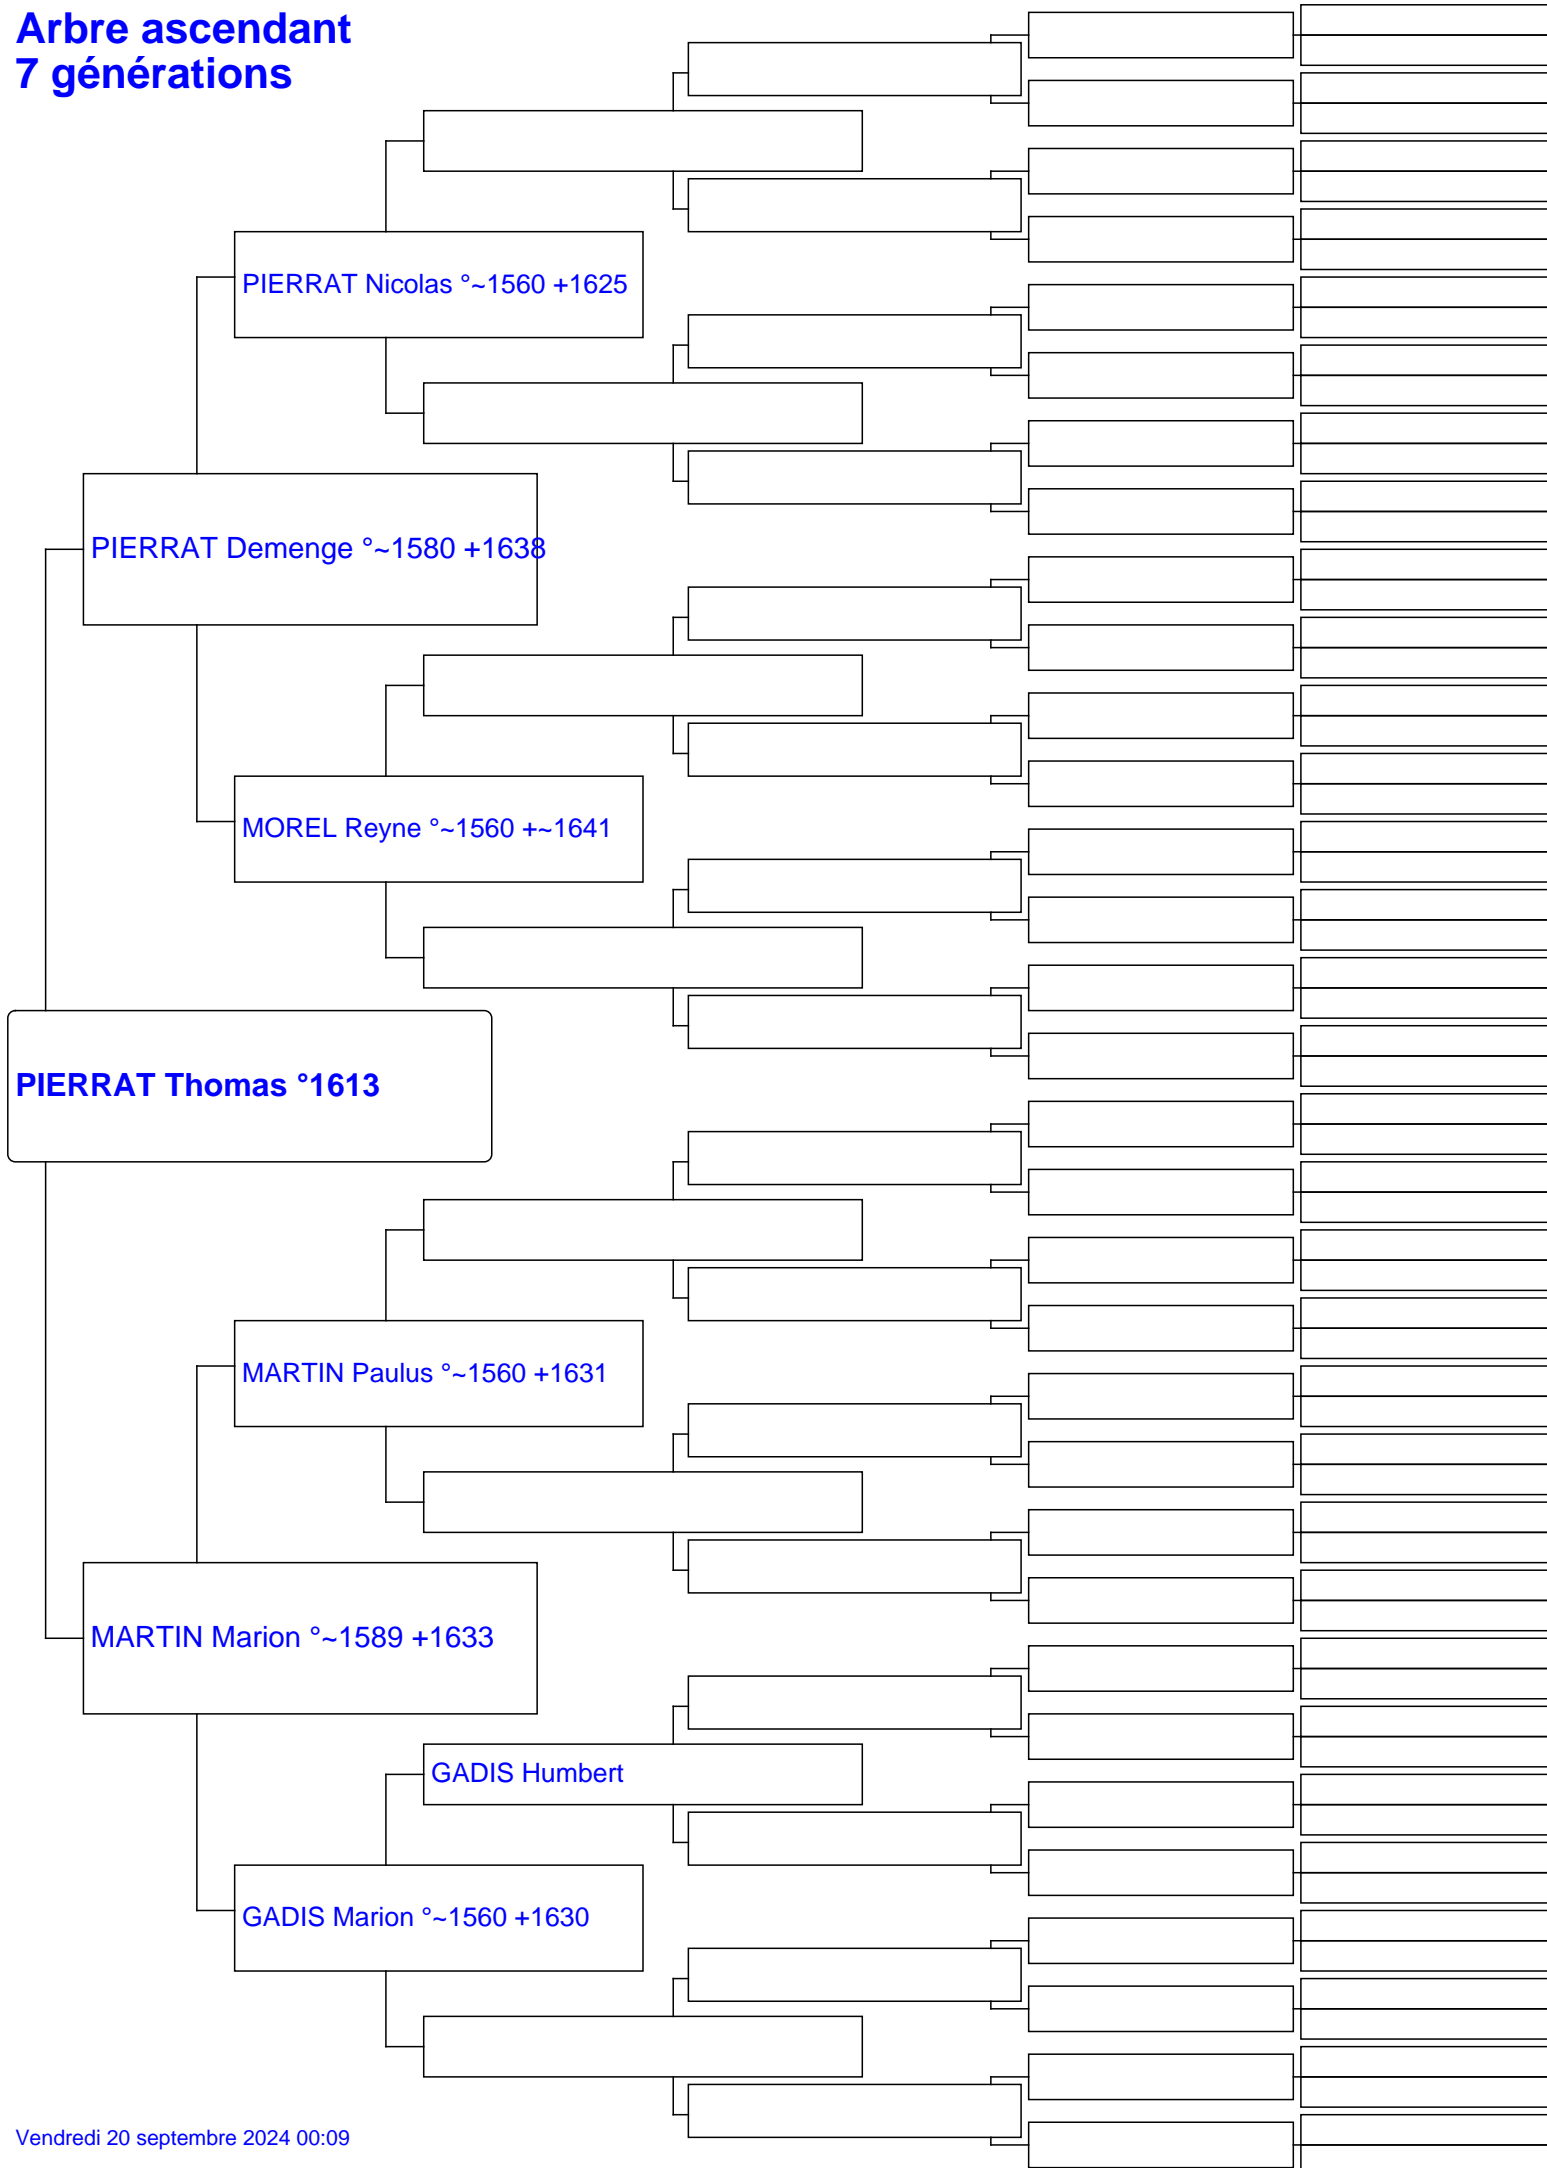 Arbre ascendant
7 générations
PIERRAT Nicolas °~1560 +1625
PIERRAT Demenge °~1580 +1638
MOREL Reyne °~1560 +~1641
PIERRAT Thomas °1613
MARTIN Paulus °~1560 +1631
MARTIN Marion °~1589 +1633
GADIS Humbert
GADIS Marion °~1560 +1630
Vendredi 20 septembre 2024 00:09